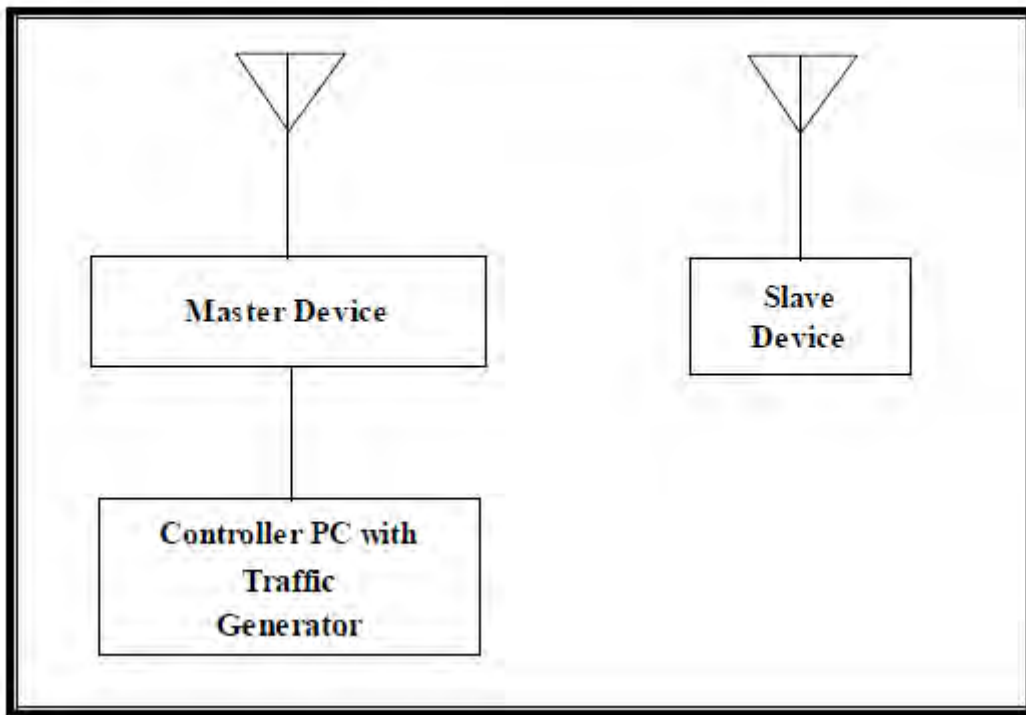 Master Device
Slave
Device
Controller PC with
Traffic
Generator